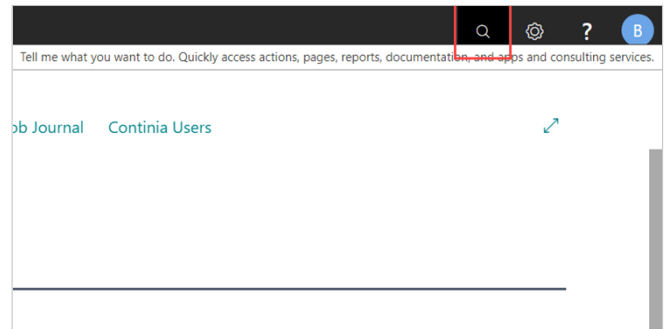 ? B
Tell me what you want to do. Quickly access actions, pages, reports, documentation, and apps and consulting services.
ob Journal Continia Users